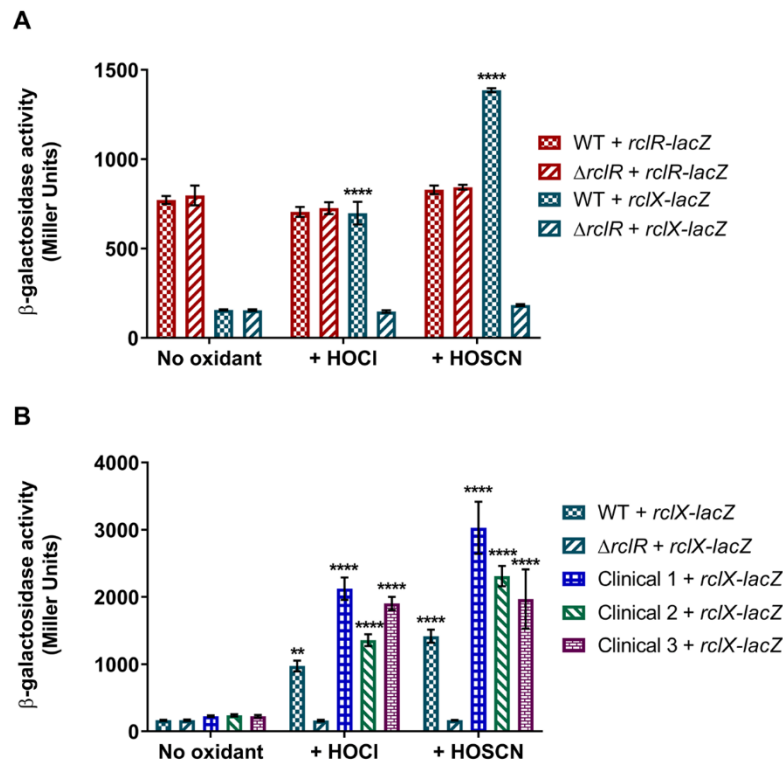 A
β-galactosidase activity
(Miller Units)
1500
1000
500
0
****
****
No oxidant
+ HOCl
+ HOSCN
WT + rclR-lacZ
ΔrclR + rclR-lacZ
WT + rclX-lacZ
ΔrclR + rclX-lacZ
B
β-galactosidase activity
(Miller Units)
4000
3000
2000
1000
0
**
****
****
****
****
****
****
****
No oxidant
+ HOCl
+ HOSCN
WT + rclX-lacZ
ΔrclR + rclX-lacZ
Clinical 1 + rclX-lacZ
Clinical 2 + rclX-lacZ
Clinical 3 + rclX-lacZ